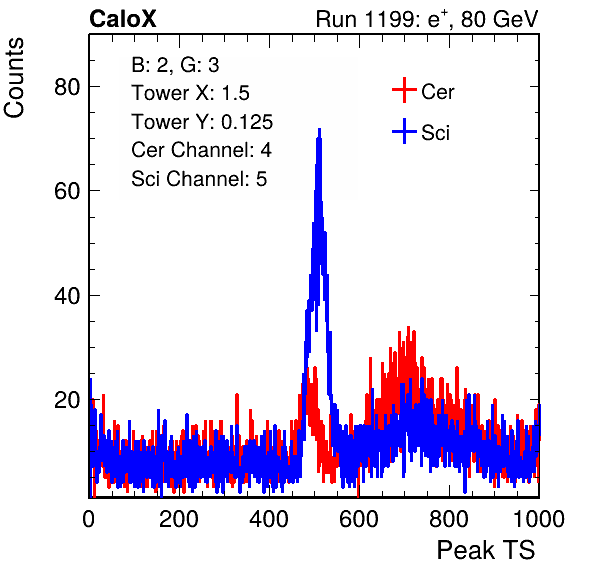 CaloX Run 1199: e⁺, 80 GeV
Counts
B: 2, G: 3
Tower X: 1.5
Tower Y: 0.125
Cer Channel: 4
Sci Channel: 5
Cer
Sci
80
60
40
20
0 200 400 600 800 1000
Peak TS